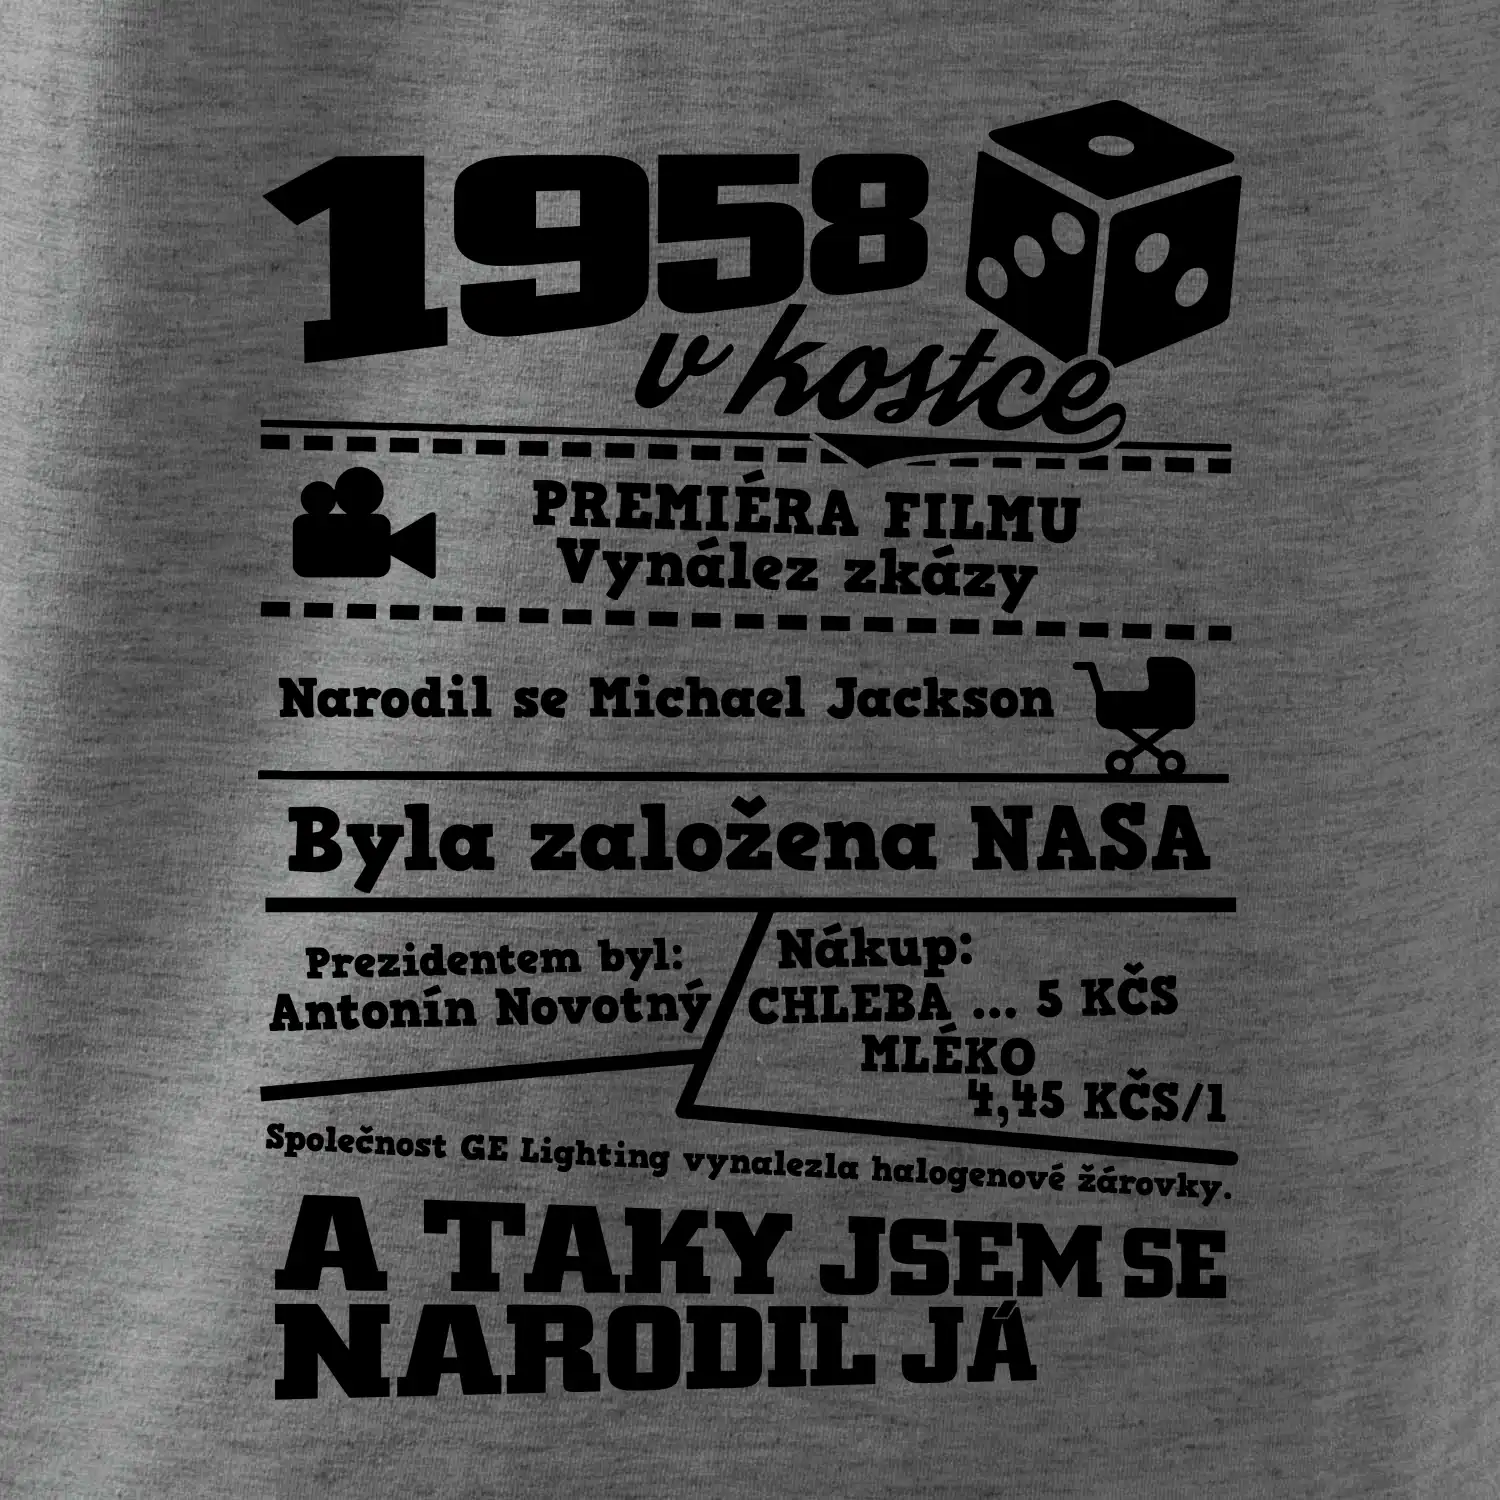 1958
v kostce
PREMIÉRA FILMU
Vynález zkázy
Narodil se Michael Jackson
Byla založena NASA
Prezidentem byl:
Antonín Novotný
Nákup:
CHLEBA ... 5 KČS
MLÉKO
4,45 KČS/l
Společnost GE Lighting vynalezla halogenové žárovky.
A TAKY JSEM SE
NARODIL JÁ